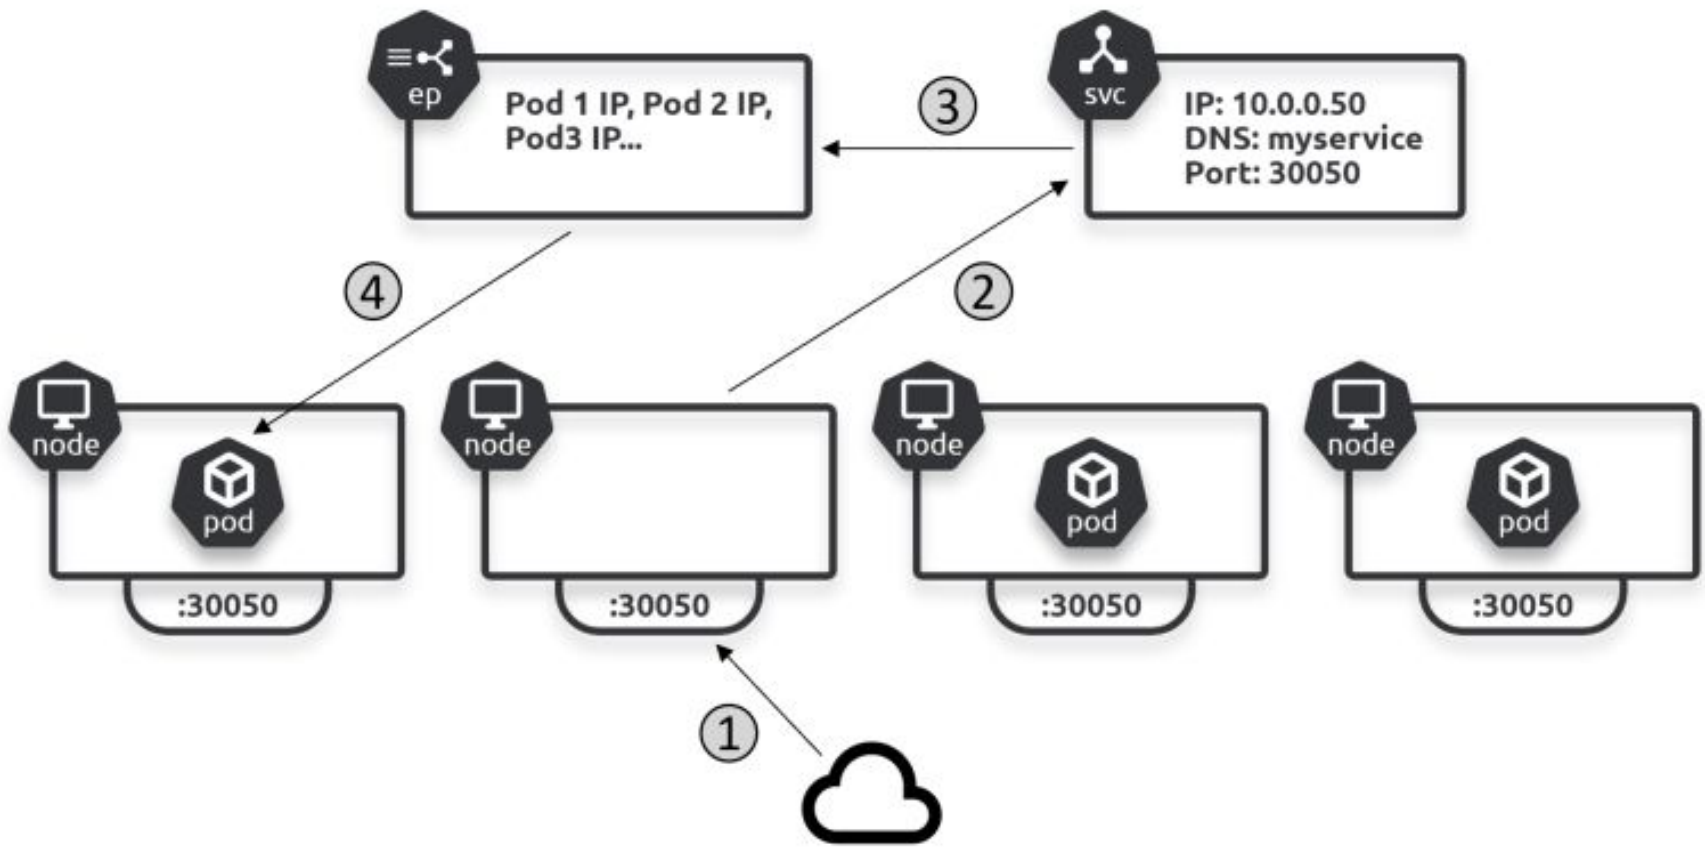 ep
Pod 1 IP, Pod 2 IP,
Pod3 IP...
3
svc
IP: 10.0.0.50
DNS: myservice
Port: 30050
4
2
node
pod
:30050
node
:30050
node
pod
:30050
node
pod
:30050
1